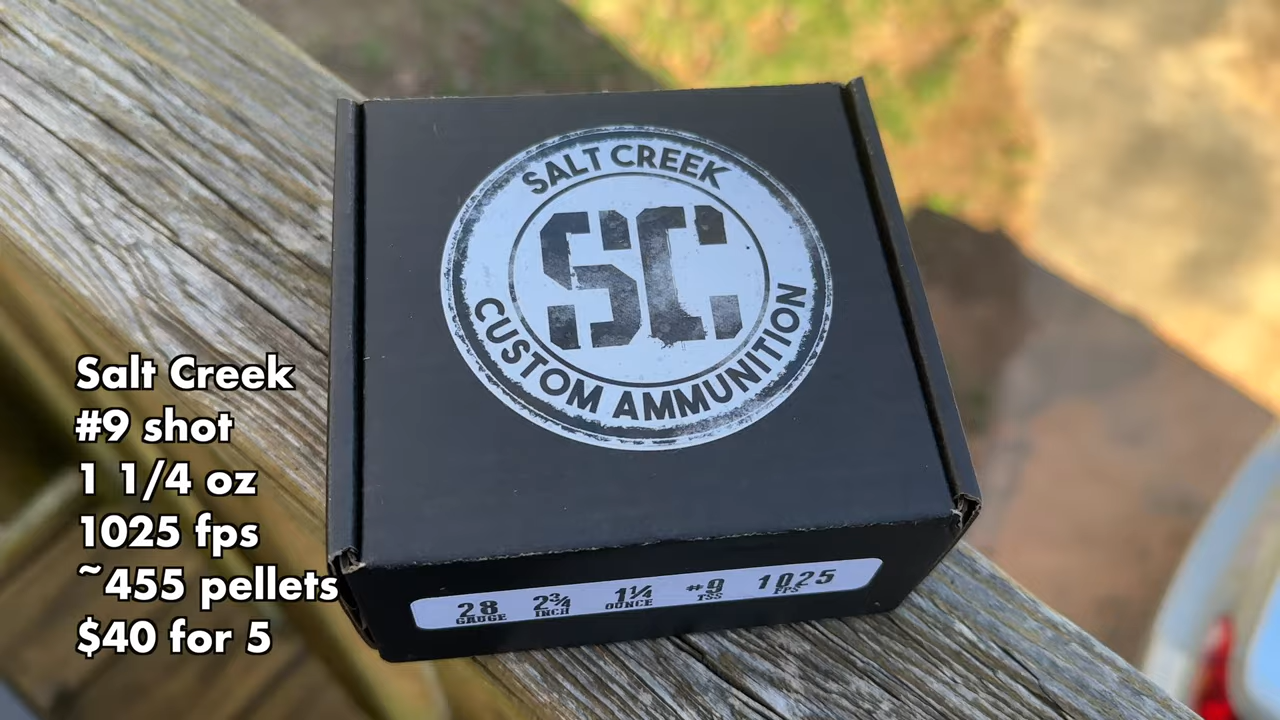 SALT CREEK
SC
CUSTOM AMMUNITION
Salt Creek
#9 shot
1 1/4 oz
1025 fps
~455 pellets
$40 for 5
28 2¾ 1¼ #9 1025
GAUGE INCH OUNCE TSS FPS